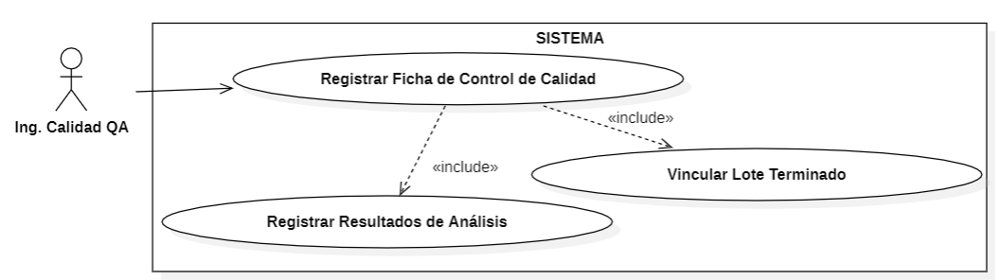 SISTEMA
Registrar Ficha de Control de Calidad
Ing. Calidad QA
«include»
«include»
Vincular Lote Terminado
Registrar Resultados de Análisis